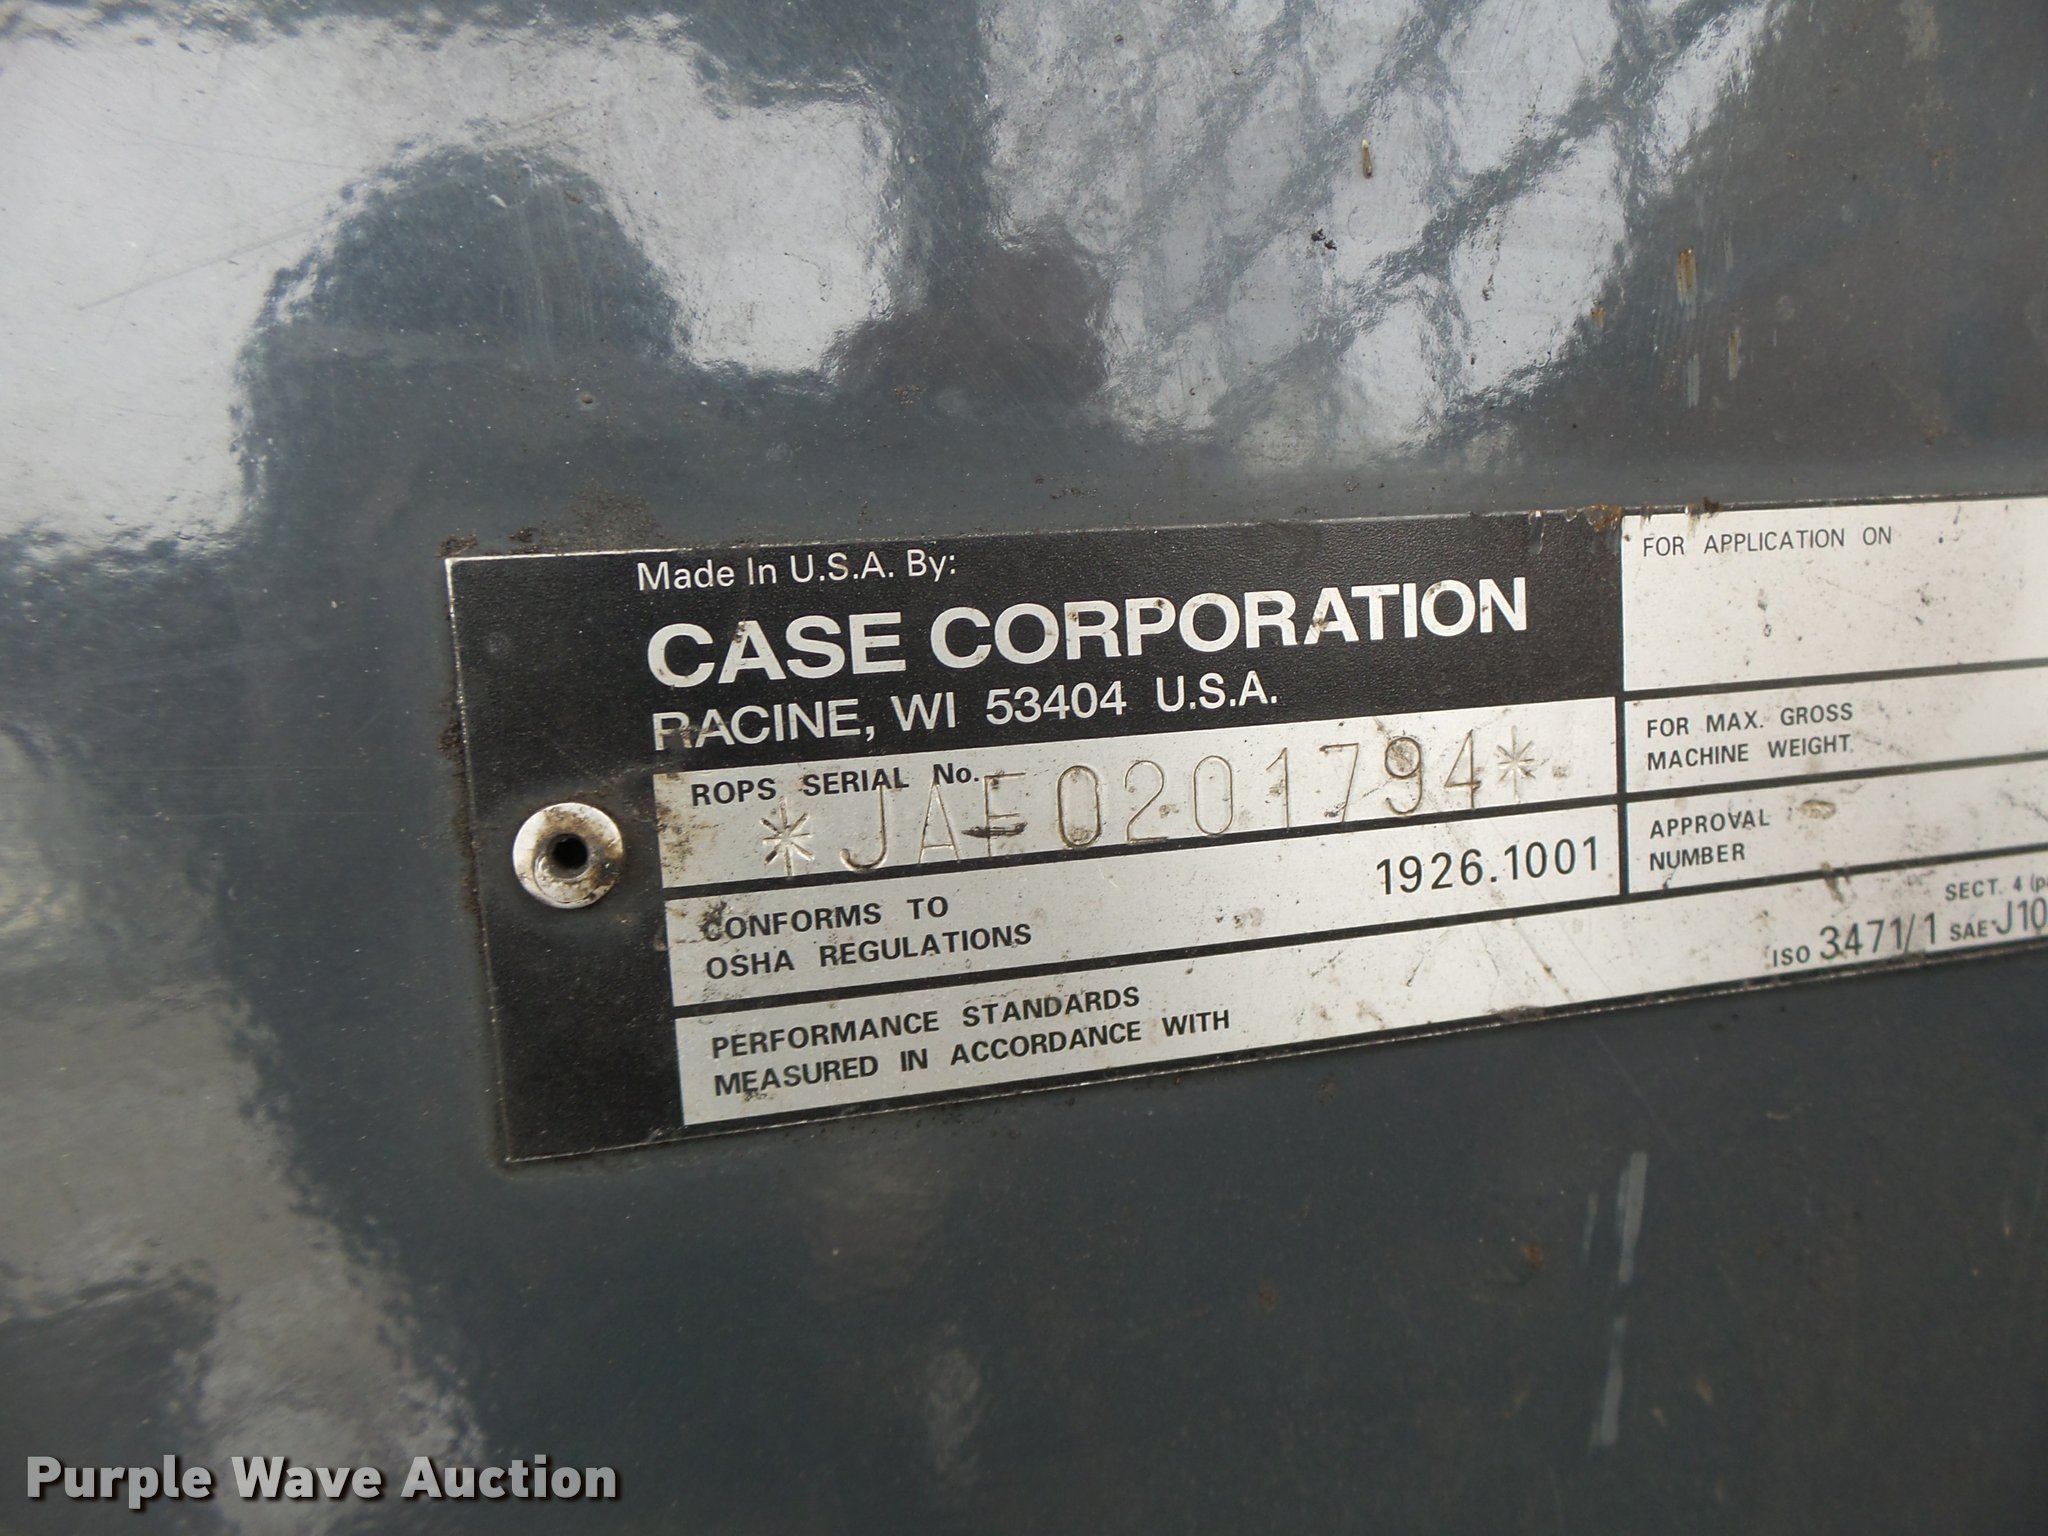 Made In U.S.A. By:
CASE CORPORATION
RACINE, WI 53404 U.S.A.
ROPS SERIAL No.
*JAF0201794*
CONFORMS TO
OSHA REGULATIONS
1926.1001
PERFORMANCE STANDARDS
MEASURED IN ACCORDANCE WITH
FOR APPLICATION ON
FOR MAX. GROSS
MACHINE WEIGHT
APPROVAL
NUMBER
SECT. 4
ISO 3471/1 SAE J10
Purple Wave Auction